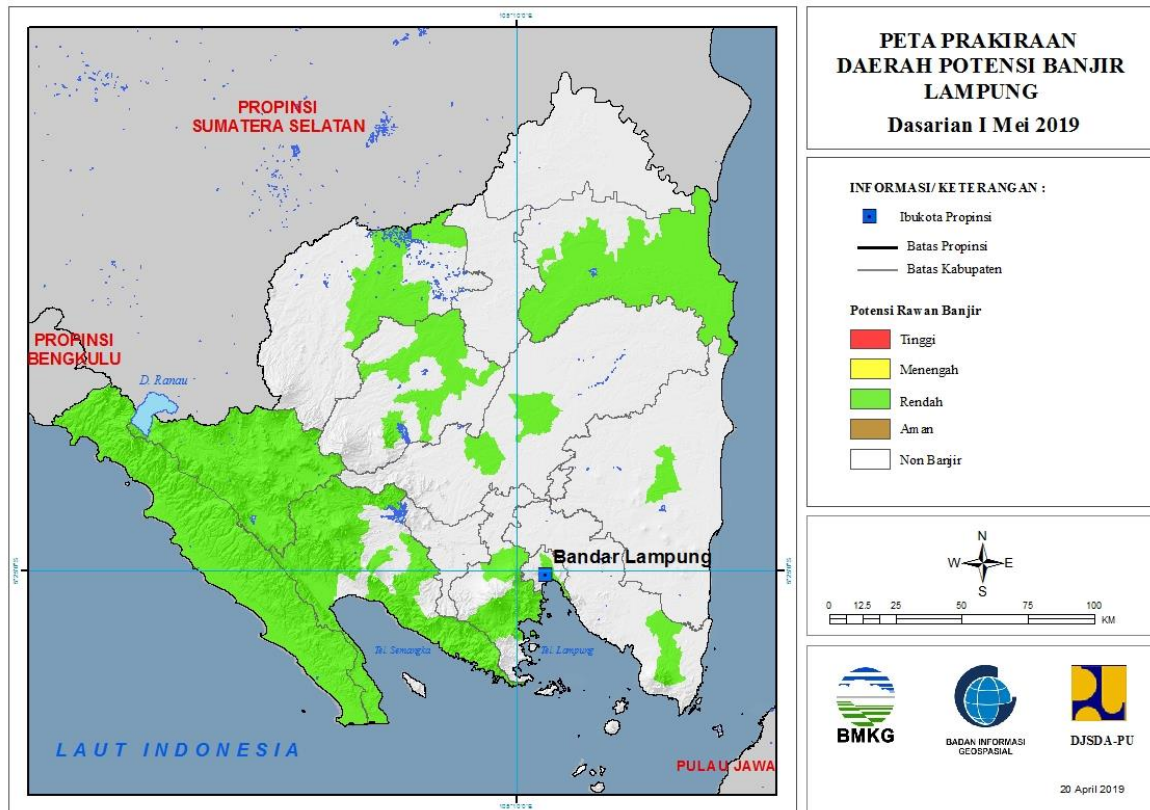 PROPINSI
SUMATERA SELATAN
PROPINSI
BENGKULU
D. Ranau
Bandar Lampung
Tel. Semangka
Tel. Lampung
LAUT INDONESIA
PULAU JAWA
PETA PRAKIRAAN
DAERAH POTENSI BANJIR
LAMPUNG
Dasarian I Mei 2019
INFORMASI/ KETERANGAN :
Ibukota Propinsi
Batas Propinsi
Batas Kabupaten
Potensi Rawan Banjir
Tinggi
Menengah
Rendah
Aman
Non Banjir
N
W E
S
0 12.5 25 50 75 100
KM
BMKG
BADAN INFORMASI
GEOSPASIAL
DJSDA-PU
20 April 2019